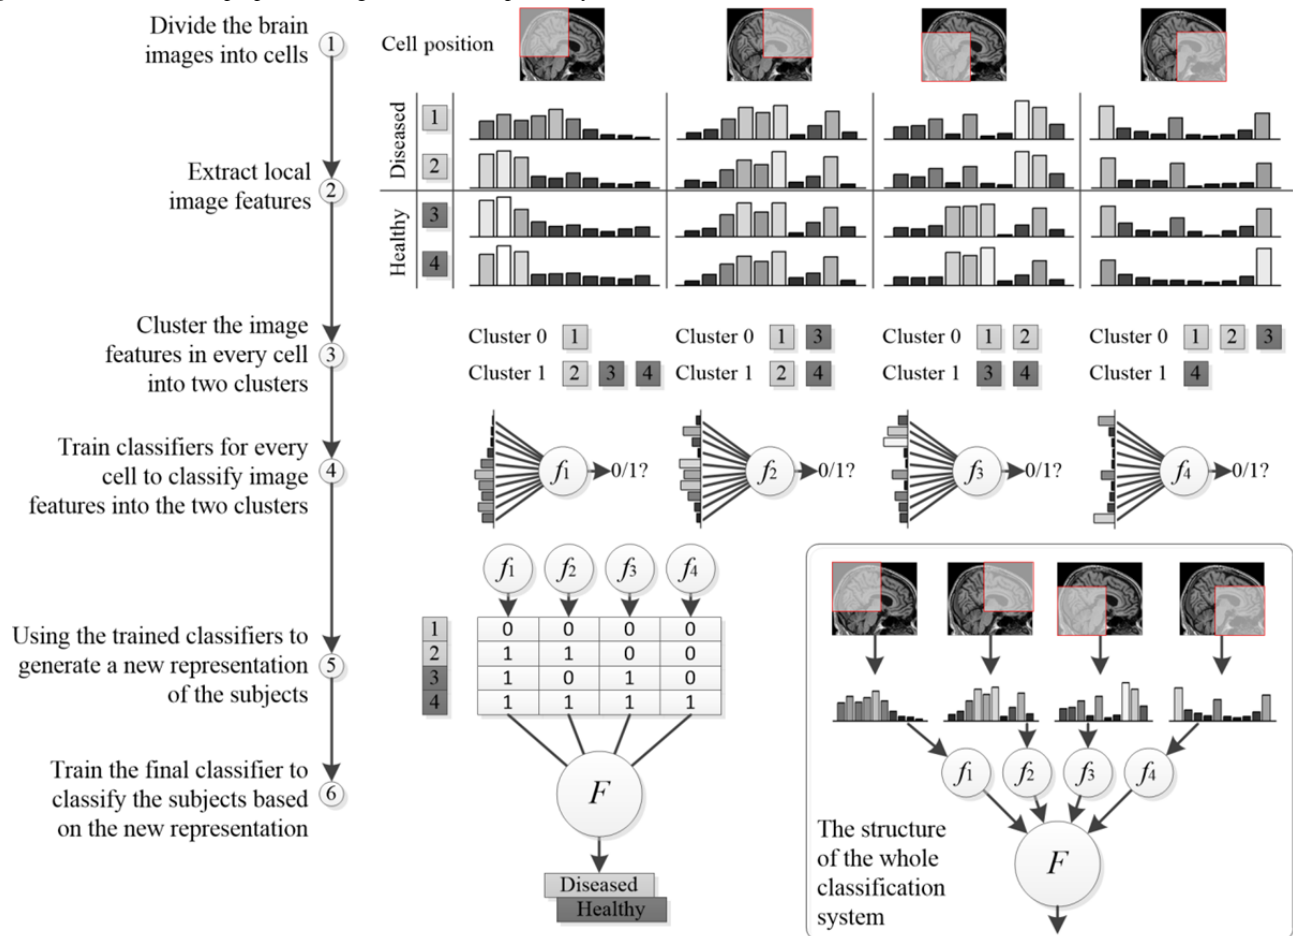 Divide the brain
images into cells
1
Cell position
Diseased
1
2
Extract local
image features
2
Healthy
3
4
Cluster the image
features in every cell
into two clusters
3
Cluster 0 1
Cluster 1 2 3 4
Cluster 0 1 3
Cluster 1 2 4
Cluster 0 1 2
Cluster 1 3 4
Cluster 0 1 2 3
Cluster 1 4
Train classifiers for every
cell to classify image
features into the two clusters
4
f1 0/1?
f2 0/1?
f3 0/1?
f4 0/1?
Using the trained classifiers to
generate a new representation
of the subjects
5
f1 f2 f3 f4
1 0 0 0 0
2 1 1 0 0
3 1 0 1 0
4 1 1 1 1
Train the final classifier to
classify the subjects based
on the new representation
6
F
Diseased
Healthy
f1 f2 f3 f4
F
The structure
of the whole
classification
system